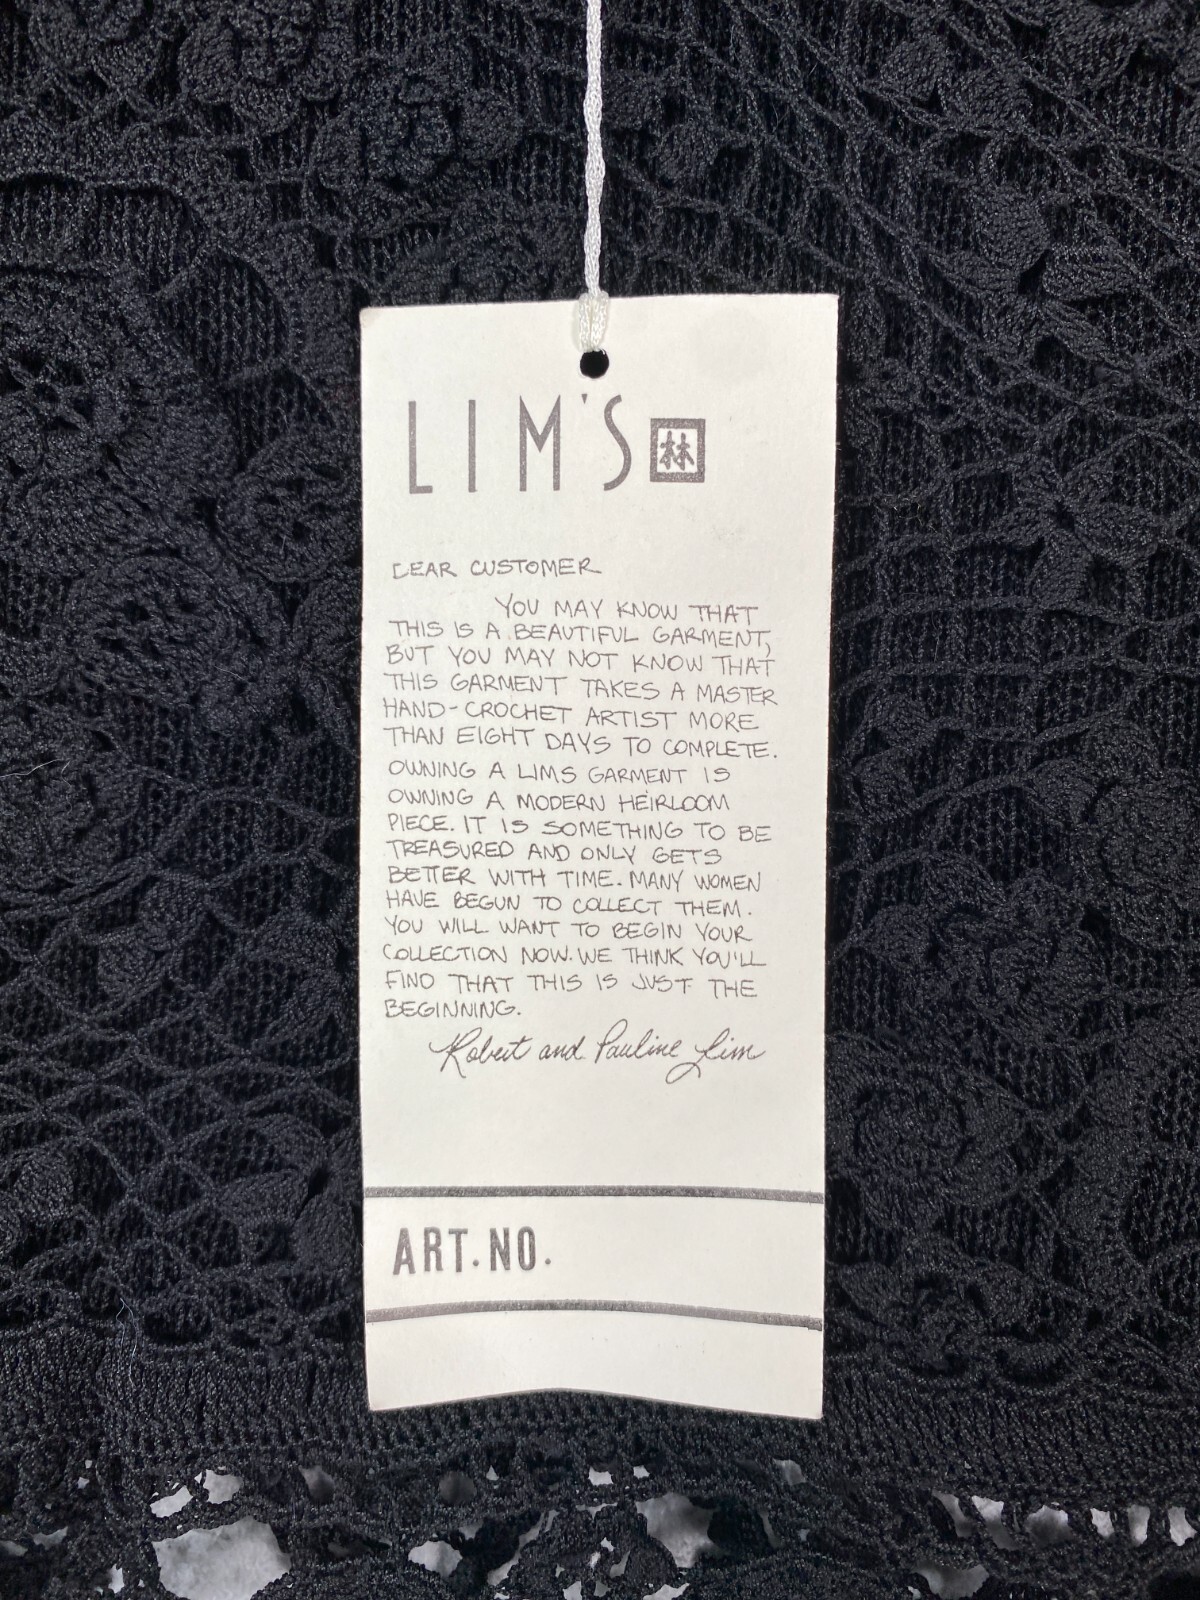 LIM'S 林
DEAR CUSTOMER
YOU MAY KNOW THAT
THIS IS A BEAUTIFUL GARMENT,
BUT YOU MAY NOT KNOW THAT
THIS GARMENT TAKES A MASTER
HAND-CROCHET ARTIST MORE
THAN EIGHT DAYS TO COMPLETE.
OWNING A LIMS GARMENT IS
OWNING A MODERN HEIRLOOM
PIECE. IT IS SOMETHING TO BE
TREASURED AND ONLY GETS
BETTER WITH TIME. MANY WOMEN
HAVE BEGUN TO COLLECT THEM.
YOU WILL WANT TO BEGIN YOUR
COLLECTION NOW. WE THINK YOU'LL
FIND THAT THIS IS JUST THE
BEGINNING.
Robert and Pauline Lim
ART. NO.